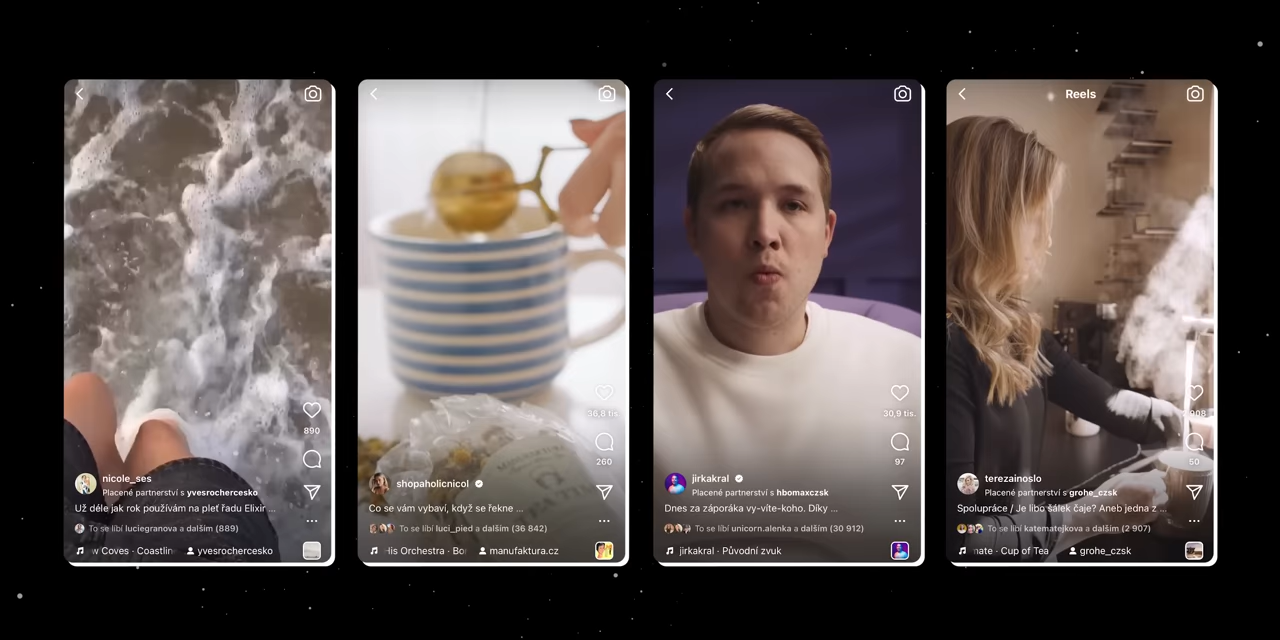 890
nicole_ses
Placené partnerství s yvesrochercesko
Už déle jak rok používám na pleť řadu Elixir ...
To se líbí luciegranova a dalším (889)
w Coves · Coastlin
yvesrochercesko
36,8 tis.
260
shopaholicnicol
Co se vám vybaví, když se řekne ...
To se líbí luci_pied a dalším (36 842)
His Orchestra · Bo
manufaktura.cz
30,9 tis.
97
jirkakral
Placené partnerství s hbomaxczsk
Dnes za záporáka vy-víte-koho. Díky ...
To se líbí unicorn.alenka a dalším (30 912)
jirkakral · Původní zvuk
Reels
50
terezainoslo
Placené partnerství s grohe_czsk
Spolupráce / Je libo šálek čaje? Aneb jedna z ...
To se líbí katematejkova a dalším (2 907)
nate · Cup of Tea
grohe_czsk